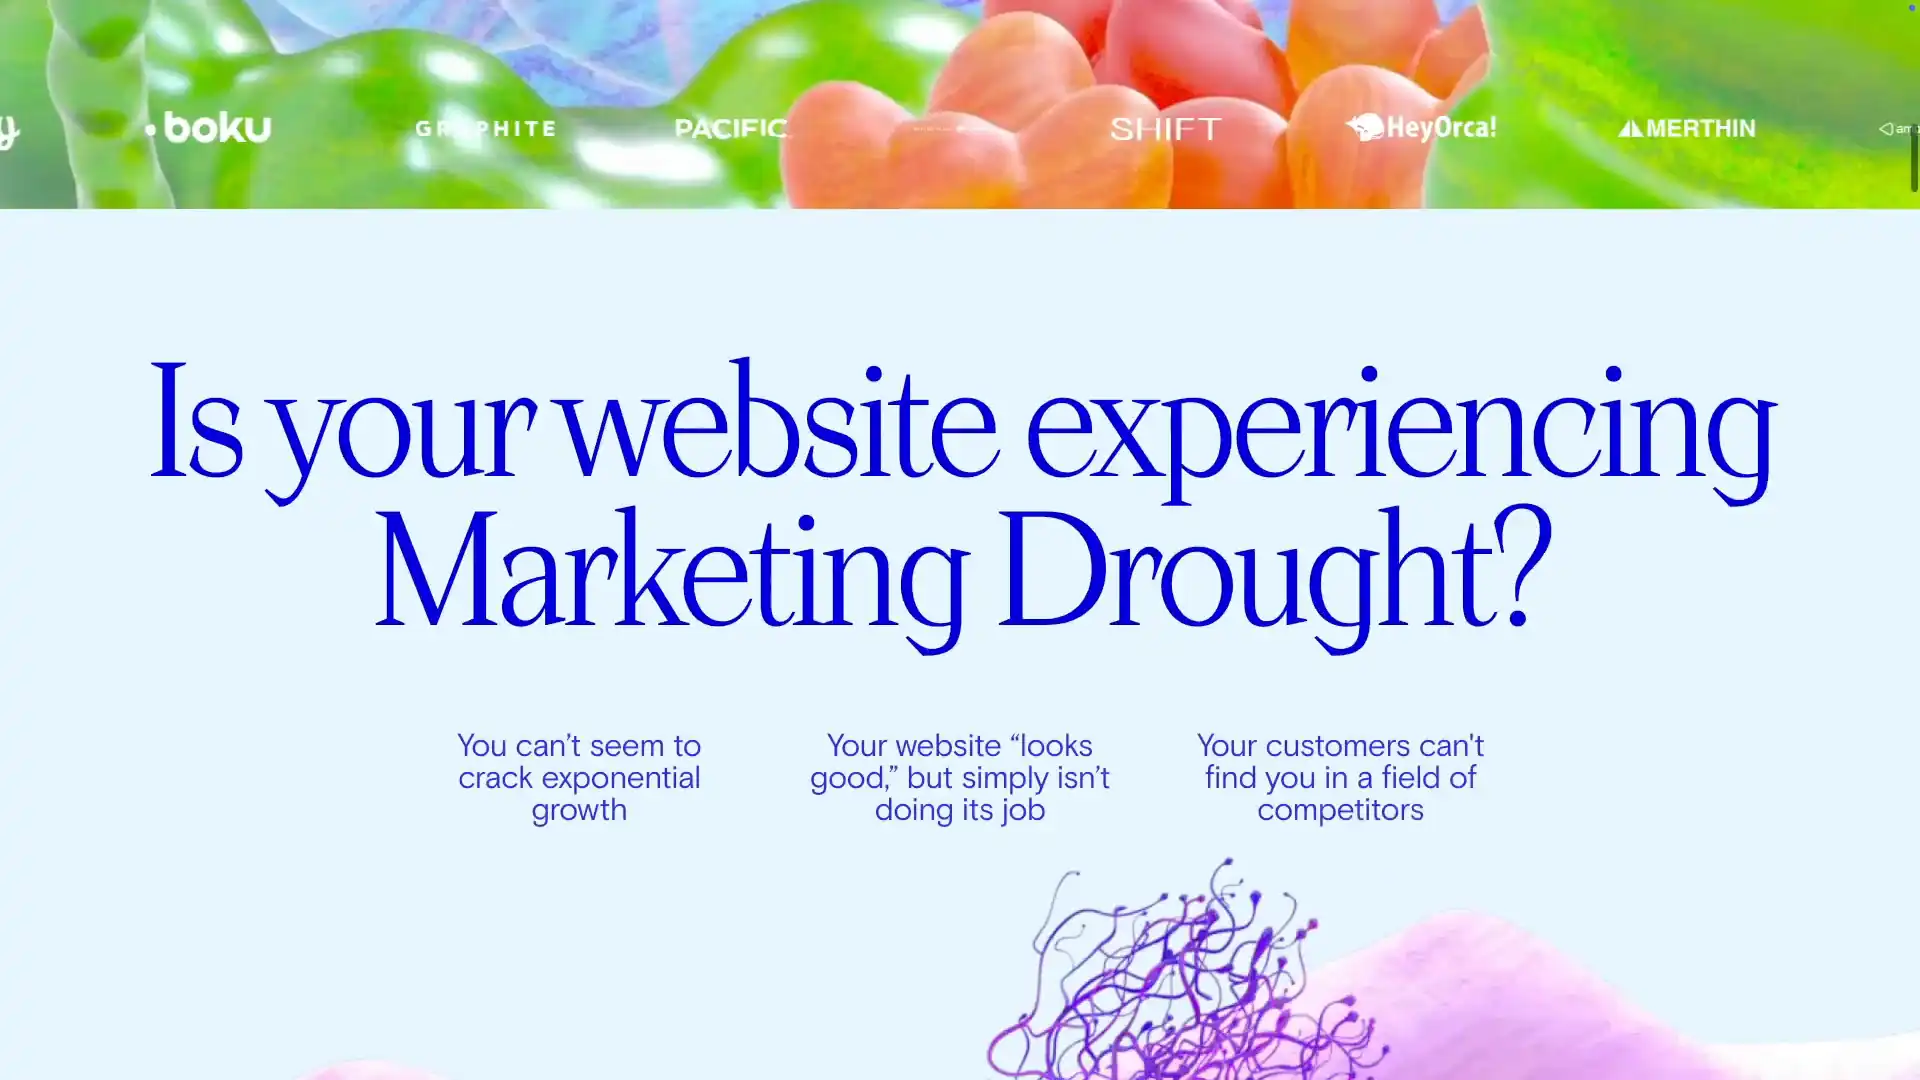 boku
GRAPHITE
PACIFIC
SHIFT
HeyOrca!
MERTHIN
Is your website experiencing
Marketing Drought?
You can’t seem to
crack exponential
growth
Your website “looks
good,” but simply isn’t
doing its job
Your customers can't
find you in a field of
competitors